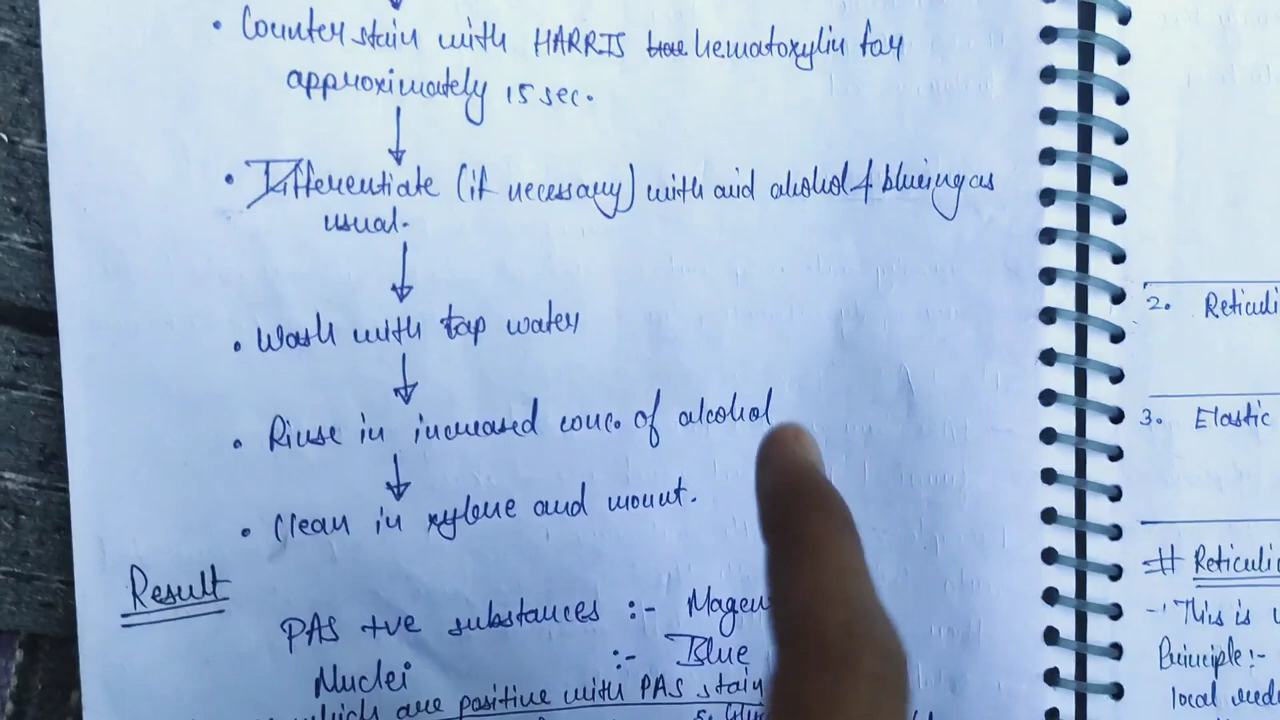 • Counter stain with HARRIS hematoxylin for
approximately 15 sec.
• Differentiate (if necessary) with acid alcohol & blueing as
usual.
• Wash with tap water
• Rinse in increased conc. of alcohol
• Clean in xylene and mount.
Result
PAS +ve substances :- Magen
Nuclei :- Blue
which are positive with PAS stain
2. Reticuli
3. Elastic
# Reticuli
- This is
Principle:-
local